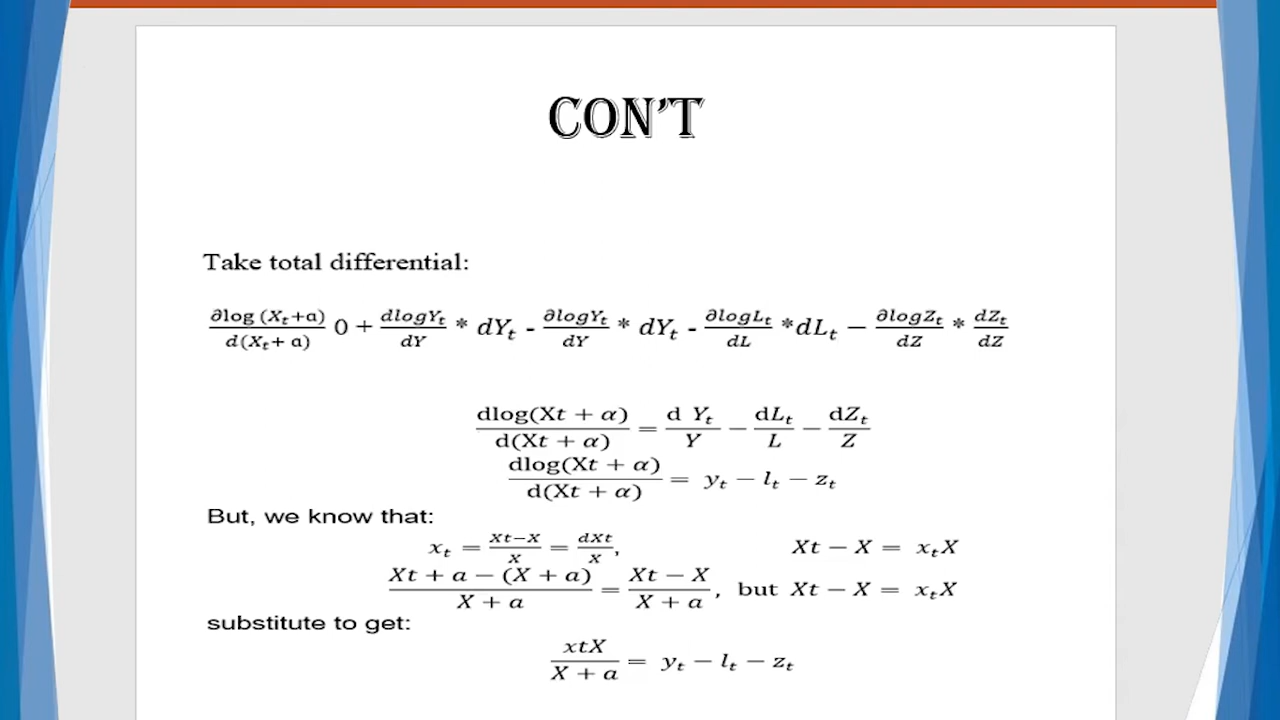 CON'T
Take total differential:
∂log (Xₜ+a)/d(Xₜ+ a) 0 + dlogYₜ/dY * dYₜ - ∂logYₜ/dY * dYₜ - ∂logLₜ/dL *dLₜ − ∂logZₜ/dZ * dZₜ/dZ
dlog(Xt + α)/d(Xt + α) = d Yₜ/Y − dLₜ/L − dZₜ/Z
dlog(Xt + α)/d(Xt + α) = yₜ − lₜ − zₜ
But, we know that:
xₜ = Xt−X/X = dXt/X, Xt − X = xₜX
Xt + a − (X + a)/X + a = Xt − X/X + a, but Xt − X = xₜX
substitute to get:
xtX/X + a = yₜ − lₜ − zₜ